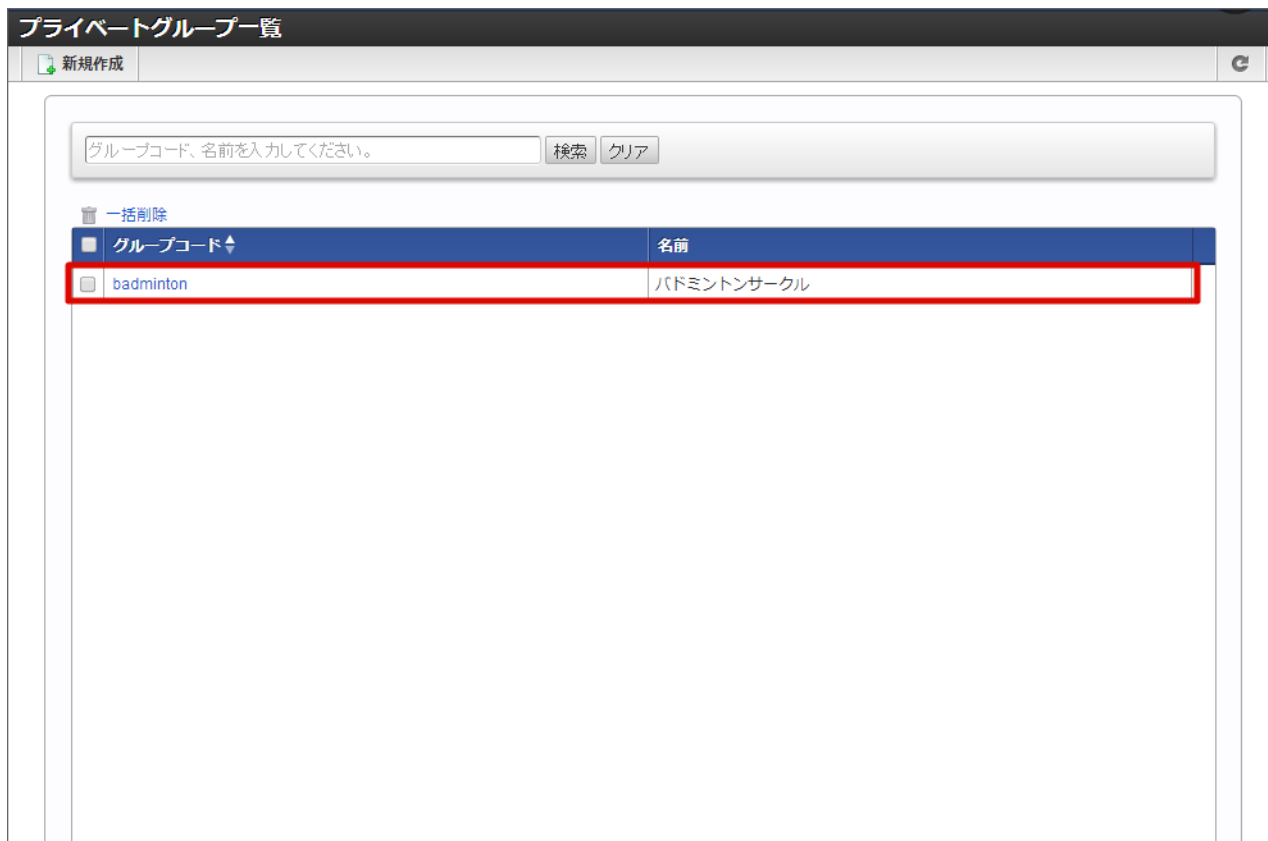 プライベートグループ一覧
新規作成
グループコード、名前を入力してください。 検索 クリア
一括削除
グループコード 名前
badminton バドミントンサークル